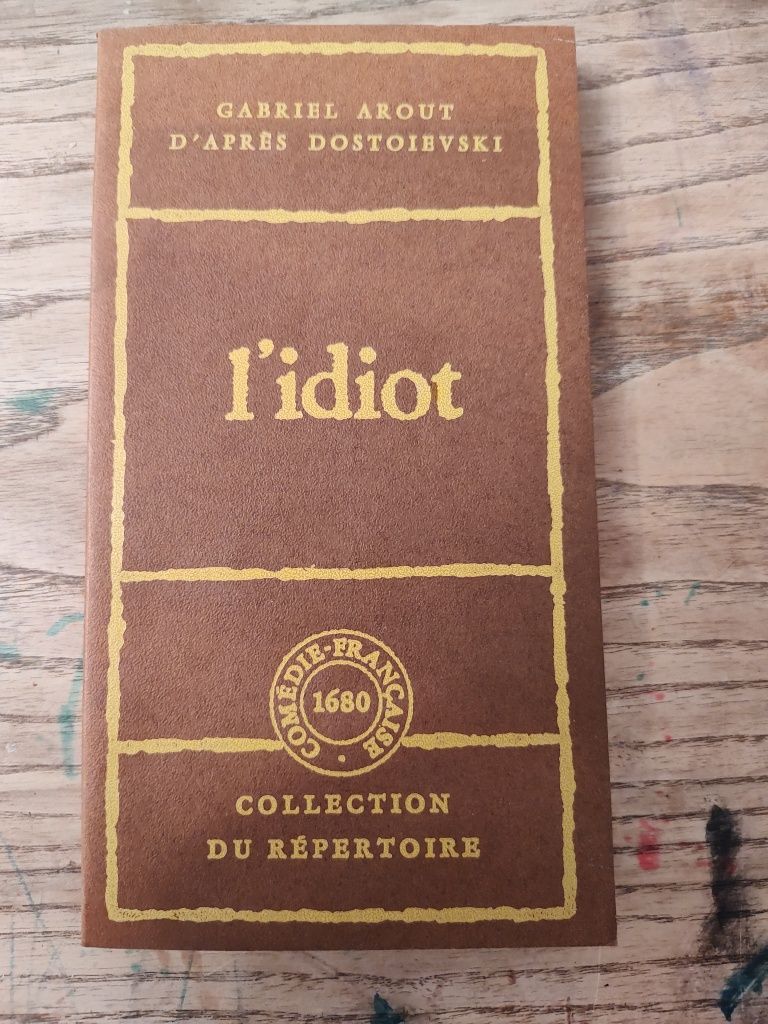 GABRIEL AROUT
D'APRÈS DOSTOIEVSKI
l'idiot
COMÉDIE-FRANÇAISE
1680
COLLECTION
DU RÉPERTOIRE